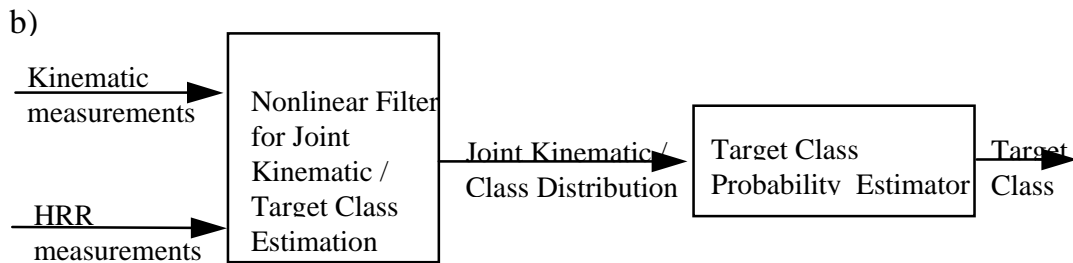 b)
Kinematic
measurements
Nonlinear Filter
for Joint
Kinematic /
Target Class
Estimation
HRR
measurements
Joint Kinematic /
Class Distribution
Target Class
Probability Estimator
Target
Class